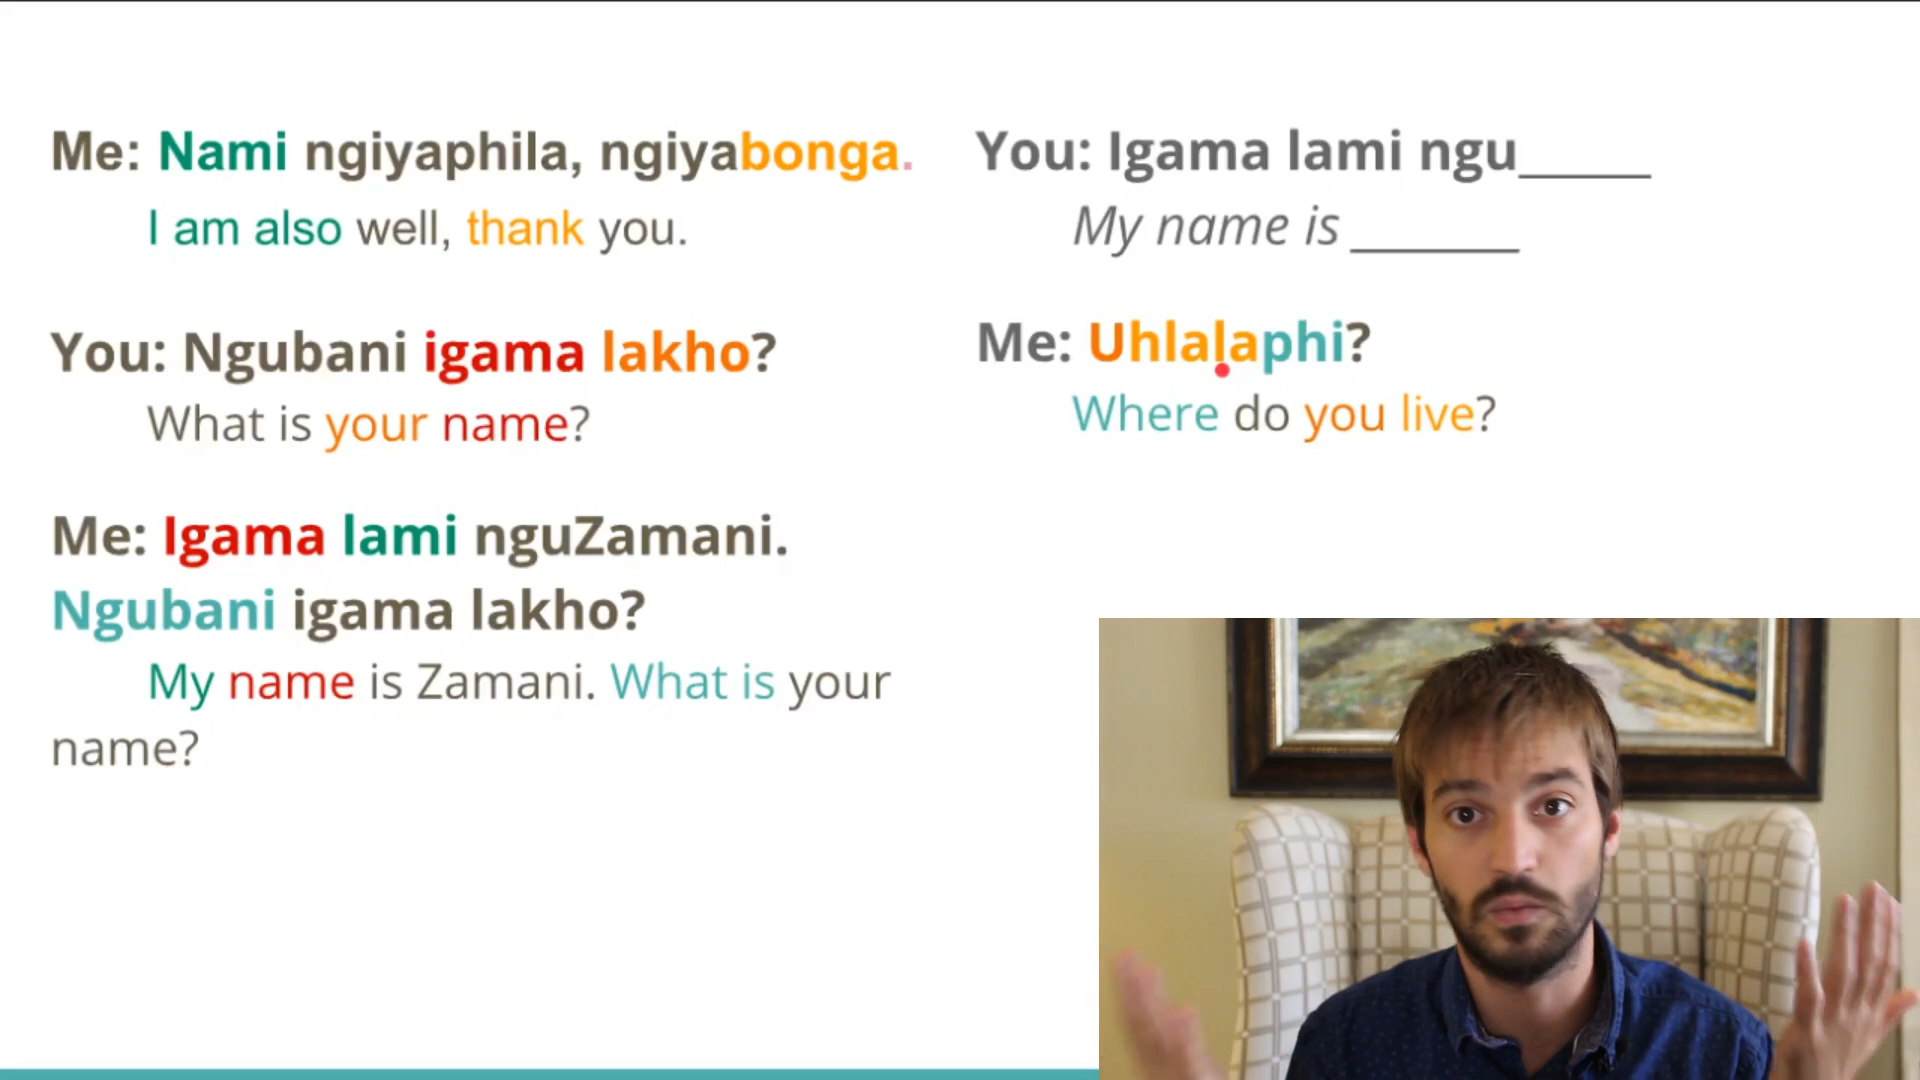 Me: Nami ngiyaphila, ngiyabonga.
I am also well, thank you.
You: Ngubani igama lakho?
What is your name?
Me: Igama lami nguZamani.
Ngubani igama lakho?
My name is Zamani. What is your
name?
You: Igama lami ngu_____
My name is ______
Me: Uhlalaphi?
Where do you live?